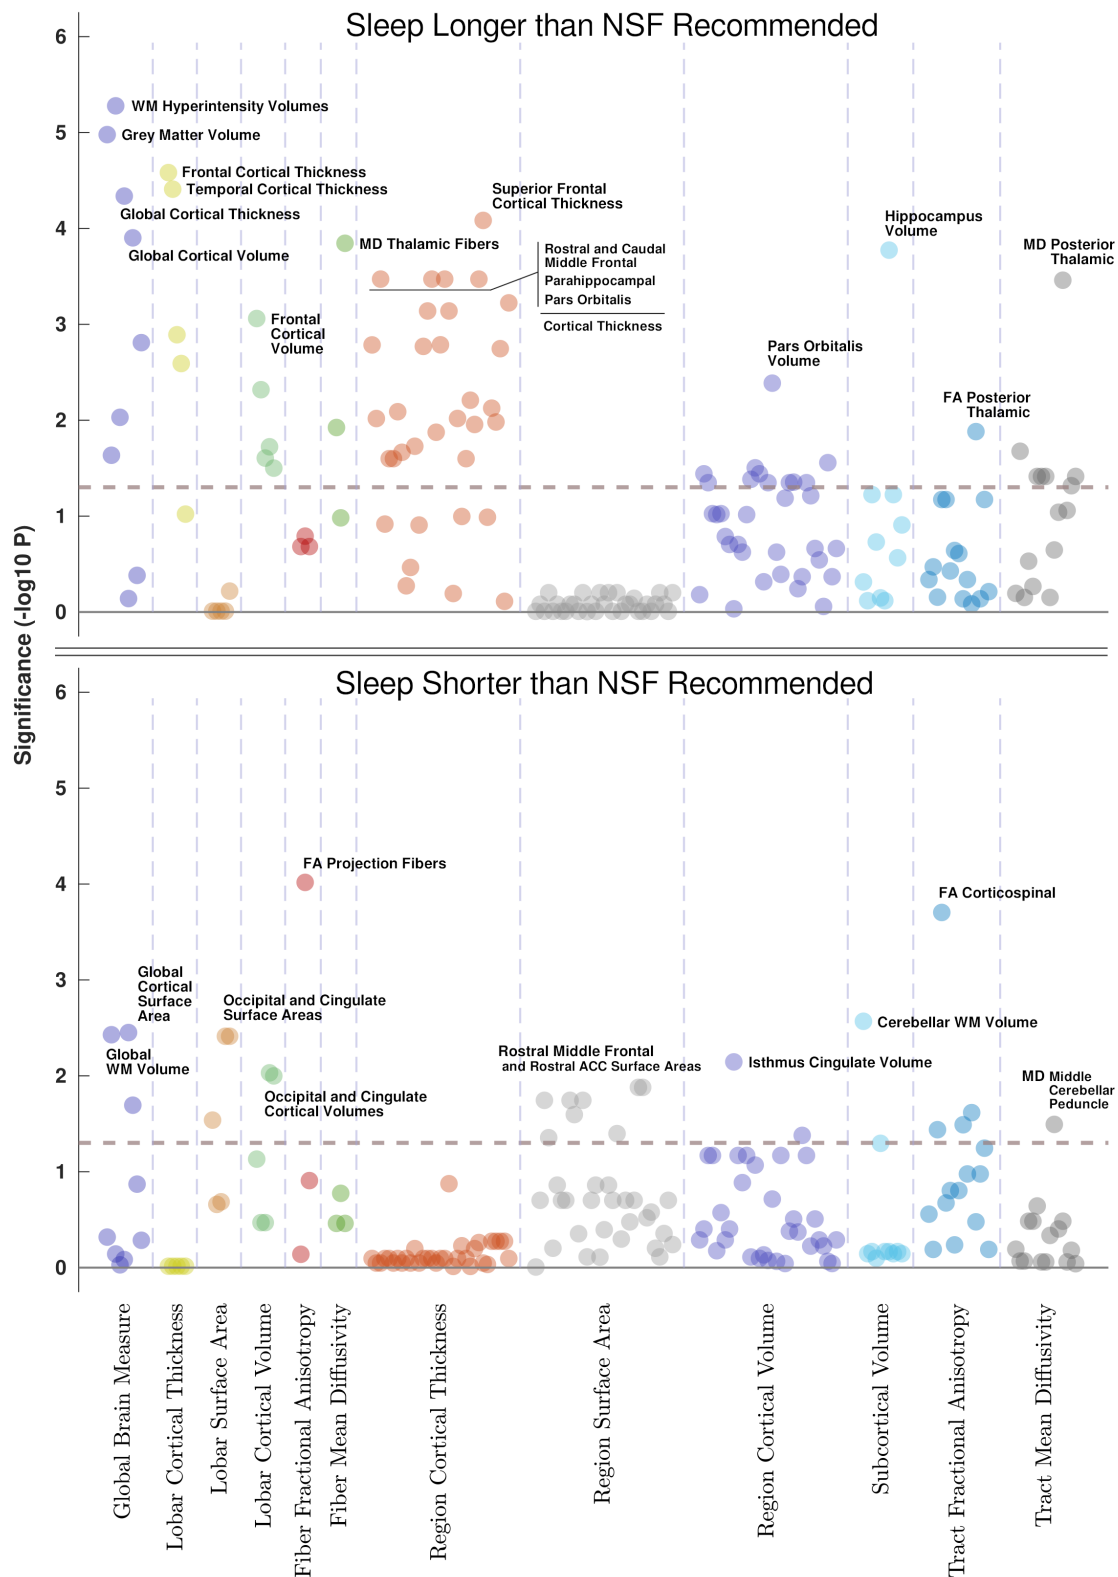 Sleep Longer than NSF Recommended
6
5
4
3
2
1
0
WM Hyperintensity Volumes
Grey Matter Volume
Frontal Cortical Thickness
Temporal Cortical Thickness
Global Cortical Thickness
Global Cortical Volume
MD Thalamic Fibers
Superior Frontal
Cortical Thickness
Rostral and Caudal
Middle Frontal
Parahippocampal
Pars Orbitalis
Cortical Thickness
Frontal
Cortical
Volume
Pars Orbitalis
Volume
Hippocampus
Volume
MD Posterior
Thalamic
FA Posterior
Thalamic
Significance (-log10 P)
Sleep Shorter than NSF Recommended
6
5
4
3
2
1
0
FA Projection Fibers
FA Corticospinal
Global
Cortical
Surface
Area
Global
WM Volume
Occipital and Cingulate
Surface Areas
Occipital and Cingulate
Cortical Volumes
Rostral Middle Frontal
and Rostral ACC Surface Areas
Isthmus Cingulate Volume
Cerebellar WM Volume
MD Middle
Cerebellar
Peduncle
Global Brain Measure
Lobar Cortical Thickness
Lobar Surface Area
Lobar Cortical Volume
Fiber Fractional Anisotropy
Fiber Mean Diffusivity
Region Cortical Thickness
Region Surface Area
Region Cortical Volume
Subcortical Volume
Tract Fractional Anisotropy
Tract Mean Diffusivity